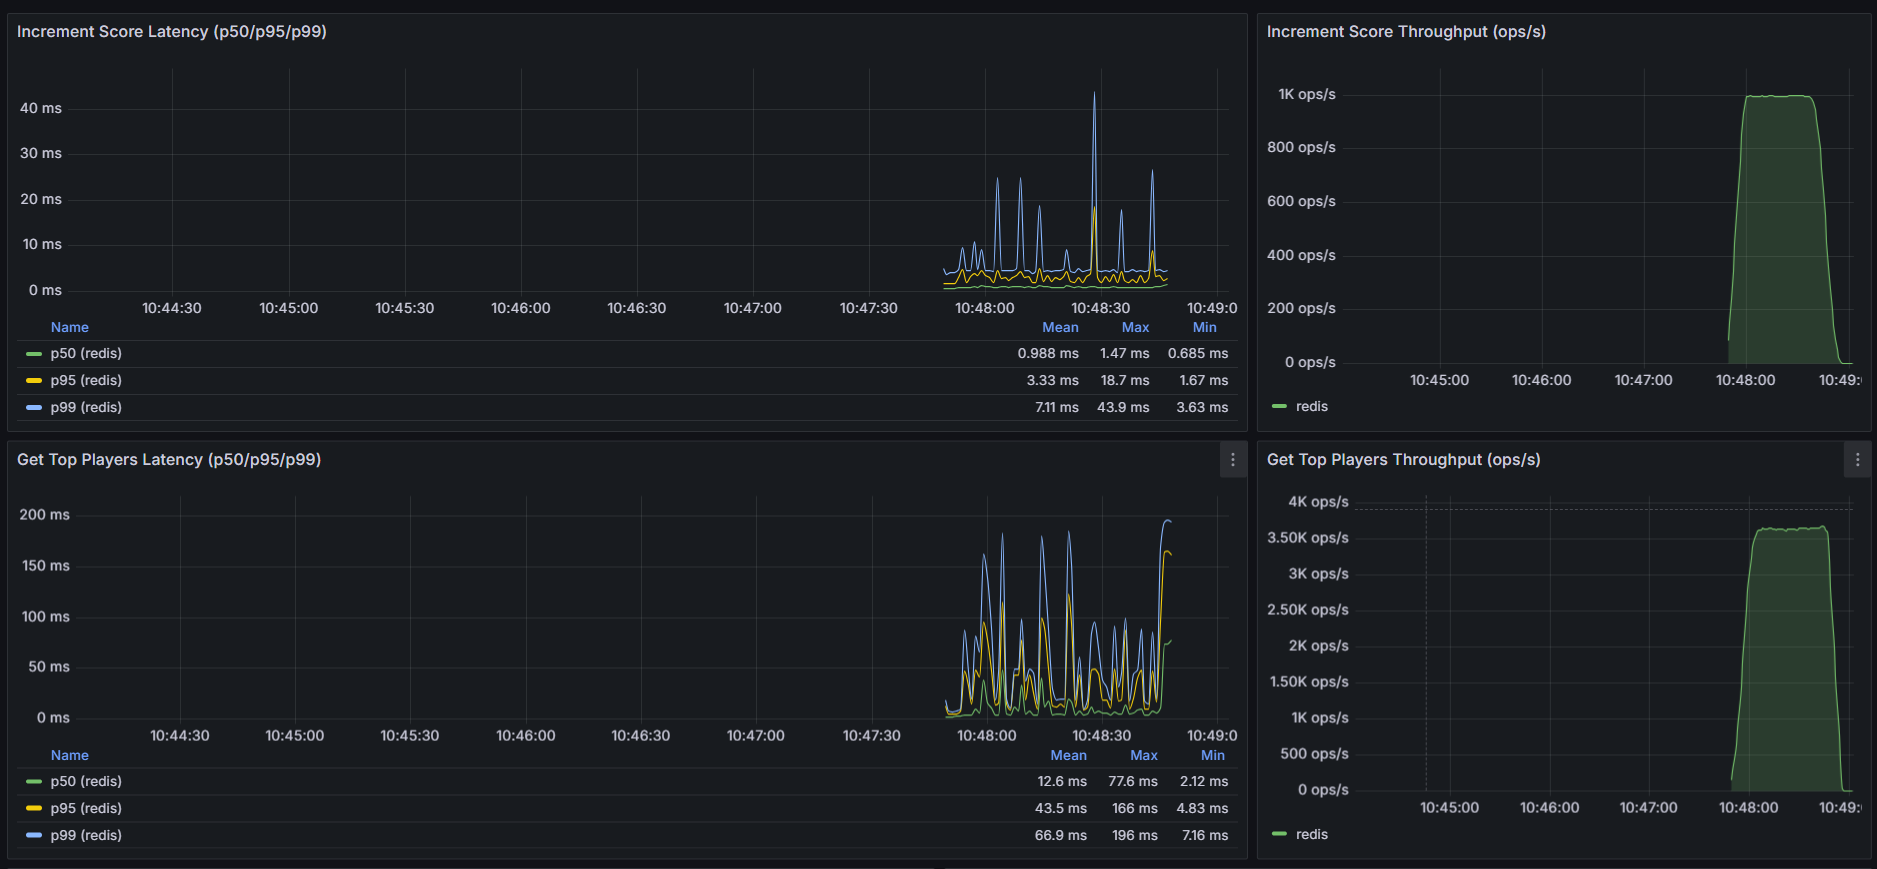 Increment Score Latency (p50/p95/p99)
40 ms
30 ms
20 ms
10 ms
0 ms
10:44:30 10:45:00 10:45:30 10:46:00 10:46:30 10:47:00 10:47:30 10:48:00 10:48:30 10:49:0
Name Mean Max Min
p50 (redis) 0.988 ms 1.47 ms 0.685 ms
p95 (redis) 3.33 ms 18.7 ms 1.67 ms
p99 (redis) 7.11 ms 43.9 ms 3.63 ms
Increment Score Throughput (ops/s)
1K ops/s
800 ops/s
600 ops/s
400 ops/s
200 ops/s
0 ops/s
10:45:00 10:46:00 10:47:00 10:48:00 10:49:
redis
Get Top Players Latency (p50/p95/p99)
200 ms
150 ms
100 ms
50 ms
0 ms
10:44:30 10:45:00 10:45:30 10:46:00 10:46:30 10:47:00 10:47:30 10:48:00 10:48:30 10:49:0
Name Mean Max Min
p50 (redis) 12.6 ms 77.6 ms 2.12 ms
p95 (redis) 43.5 ms 166 ms 4.83 ms
p99 (redis) 66.9 ms 196 ms 7.16 ms
Get Top Players Throughput (ops/s)
4K ops/s
3.50K ops/s
3K ops/s
2.50K ops/s
2K ops/s
1.50K ops/s
1K ops/s
500 ops/s
0 ops/s
10:45:00 10:46:00 10:47:00 10:48:00 10:49:
redis